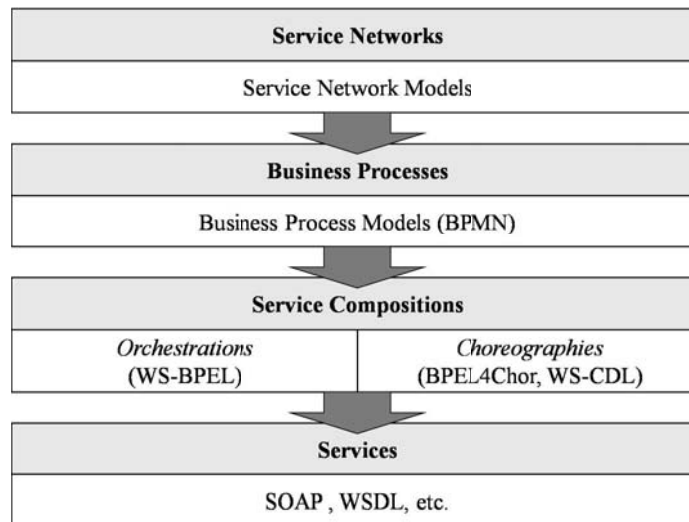 Service Networks
Service Network Models
Business Processes
Business Process Models (BPMN)
Service Compositions
Orchestrations
(WS-BPEL)
Choreographies
(BPEL4Chor, WS-CDL)
Services
SOAP , WSDL, etc.